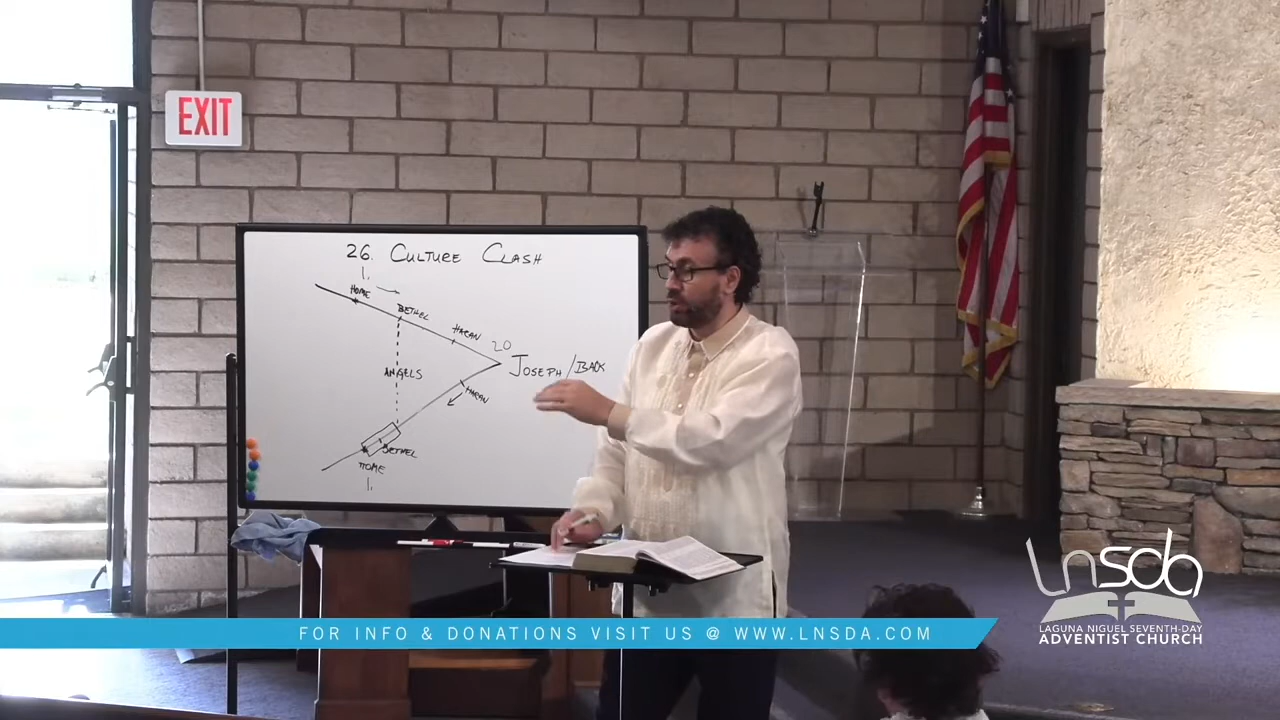 EXIT
26. CULTURE CLASH
1.
HOME
BETHEL
HARAN
20
JOSEPH/BACK
ANGELS
HARAN
BETHEL
HOME
1.
LNSDA
LAGUNA NIGUEL SEVENTH-DAY
ADVENTIST CHURCH
FOR INFO & DONATIONS VISIT US @ WWW.LNSDA.COM